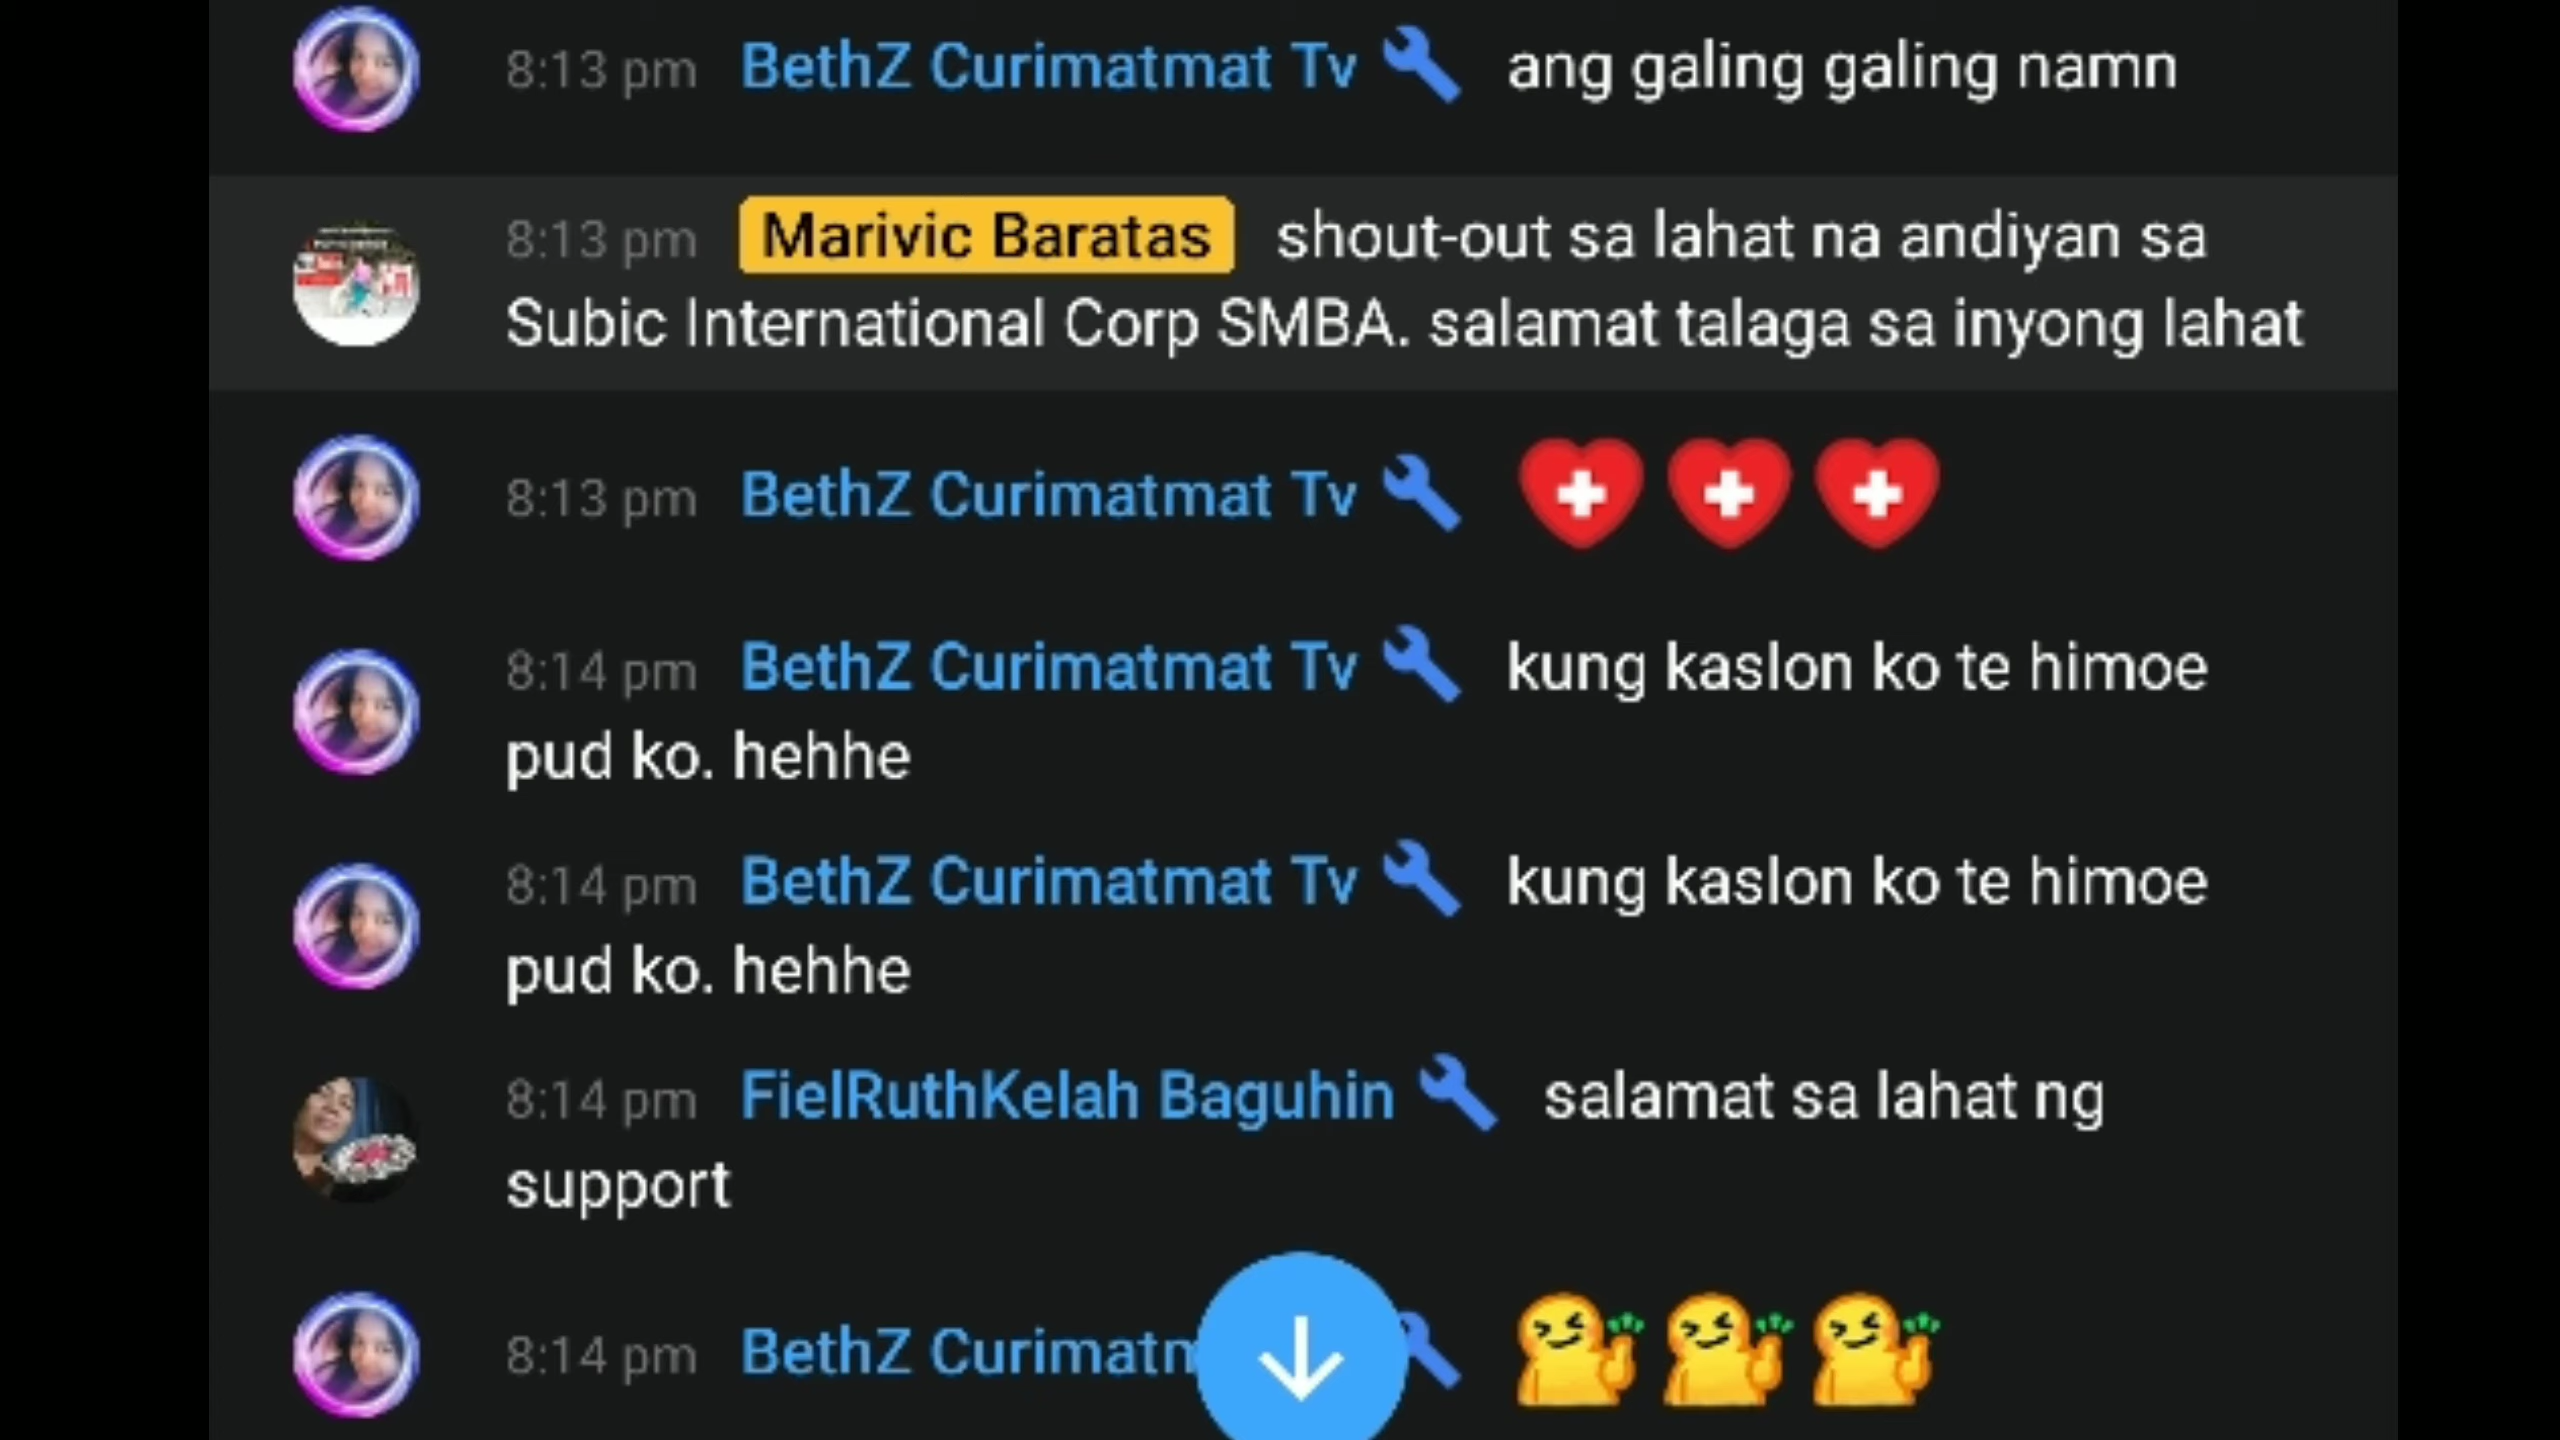 8:13 pm BethZ Curimatmat Tv ang galing galing namn
8:13 pm Marivic Baratas shout-out sa lahat na andiyan sa
Subic International Corp SMBA. salamat talaga sa inyong lahat
8:13 pm BethZ Curimatmat Tv
8:14 pm BethZ Curimatmat Tv kung kaslon ko te himoe
pud ko. hehhe
8:14 pm BethZ Curimatmat Tv kung kaslon ko te himoe
pud ko. hehhe
8:14 pm FielRuthKelah Baguhin salamat sa lahat ng
support
8:14 pm BethZ